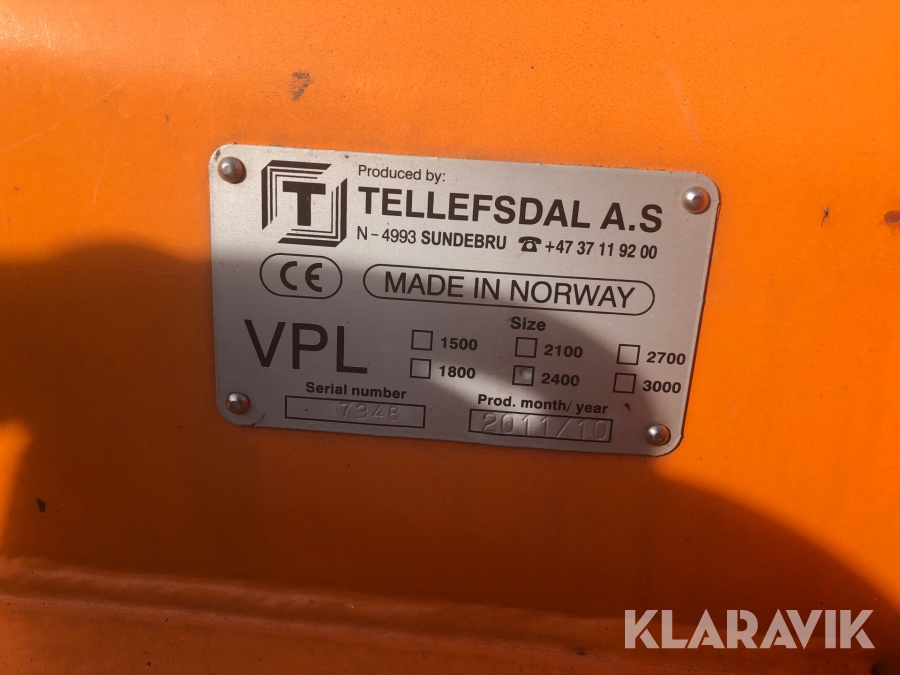 T
Produced by:
TELLEFSDAL A.S
N-4993 SUNDEBRU ☎ +47 37 11 92 00
CE
MADE IN NORWAY
VPL
Size
1500 2100 2700
1800 2400 3000
Serial number
7348
Prod. month/year
2011/10
KLARAVIK